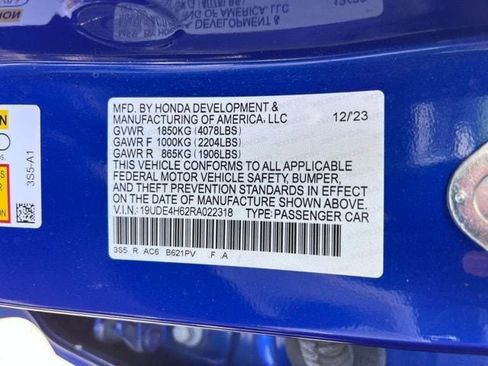 MFD. BY HONDA DEVELOPMENT &
MANUFACTURING OF AMERICA, LLC 12/'23
GVWR 1850KG (4078LBS)
GAWR F 1000KG (2204LBS)
GAWR R 865KG (1906LBS)
THIS VEHICLE CONFORMS TO ALL APPLICABLE
FEDERAL MOTOR VEHICLE SAFETY, BUMPER,
AND THEFT PREVENTION STANDARDS IN EFFECT
ON THE DATE OF MANUFACTURE SHOWN ABOVE.
V.I.N.: 19UDE4H62RA022318 TYPE:PASSENGER CAR
3S5 R AC6 B621PV .F .A
3S5-A1